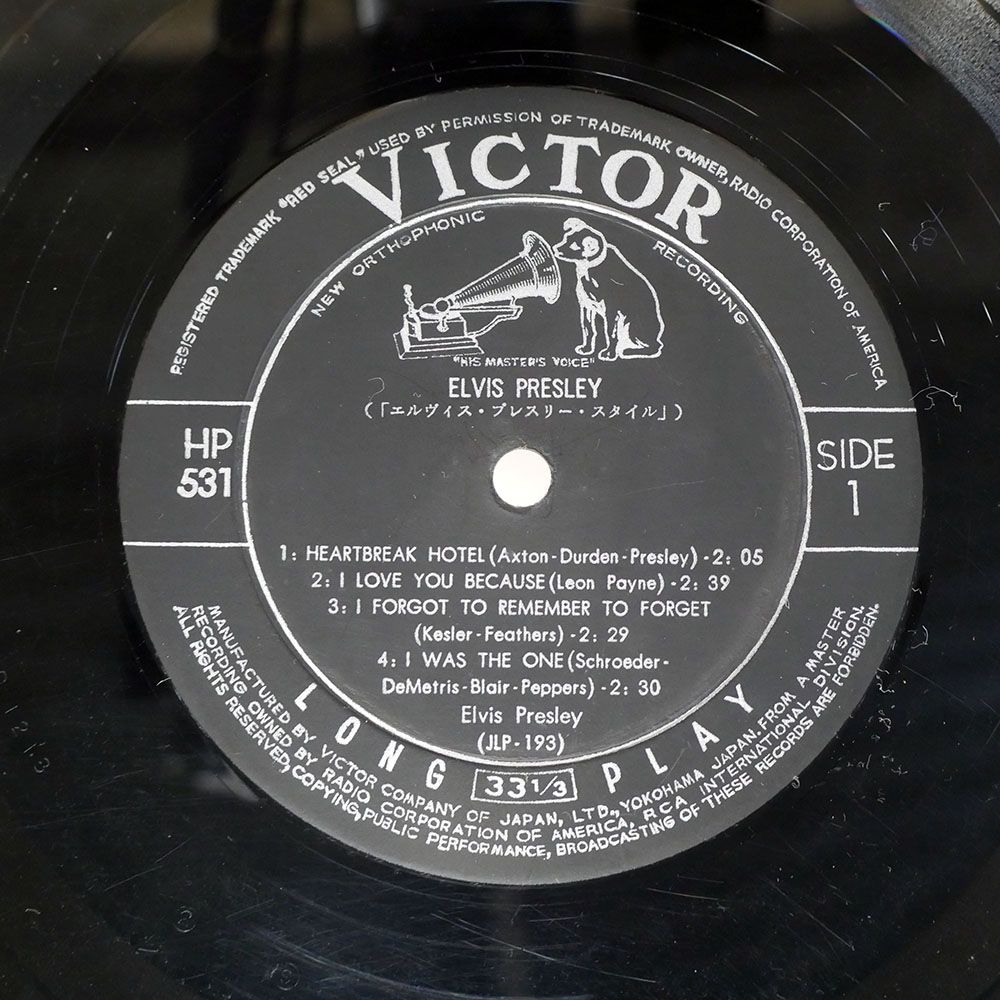 REGISTERED TRADEMARK "RED SEAL" USED BY PERMISSION OF TRADEMARK OWNER, RADIO CORPORATION OF AMERICA
VICTOR
NEW ORTHOPHONIC RECORDING
"HIS MASTER'S VOICE"
ELVIS PRESLEY
(「エルヴィス・プレスリー・スタイル」)
HP
531
SIDE
1
1: HEARTBREAK HOTEL (Axton-Durden-Presley) - 2: 05
2: I LOVE YOU BECAUSE (Leon Payne) - 2: 39
3: I FORGOT TO REMEMBER TO FORGET
(Kesler-Feathers) - 2: 29
4: I WAS THE ONE (Schroeder-
DeMetris-Blair-Peppers) - 2: 30
Elvis Presley
(JLP-193)
LONG 33 1/3 PLAY
MANUFACTURED BY VICTOR COMPANY OF JAPAN, LTD., YOKOHAMA JAPAN. FROM A MASTER
RECORDING OWNED BY RADIO CORPORATION OF AMERICA, RCA INTERNATIONAL DIVISION.
ALL RIGHTS RESERVED, COPYING, PUBLIC PERFORMANCE, BROADCASTING OF THESE RECORDS ARE FORBIDDEN.